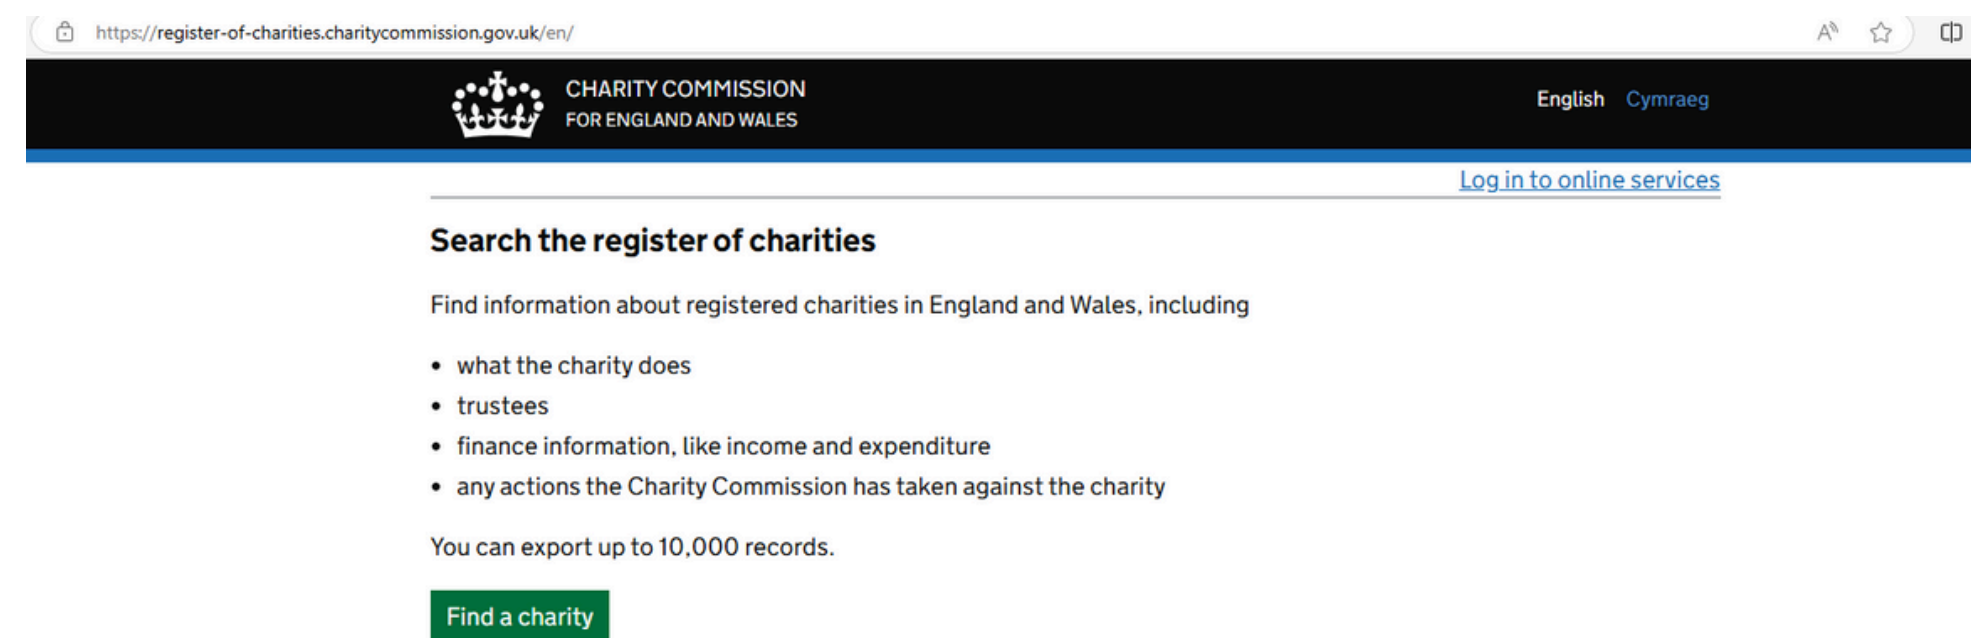 https://register-of-charities.charitycommission.gov.uk/en/
CHARITY COMMISSION
FOR ENGLAND AND WALES
English Cymraeg
Log in to online services
Search the register of charities
Find information about registered charities in England and Wales, including
• what the charity does
• trustees
• finance information, like income and expenditure
• any actions the Charity Commission has taken against the charity
You can export up to 10,000 records.
Find a charity